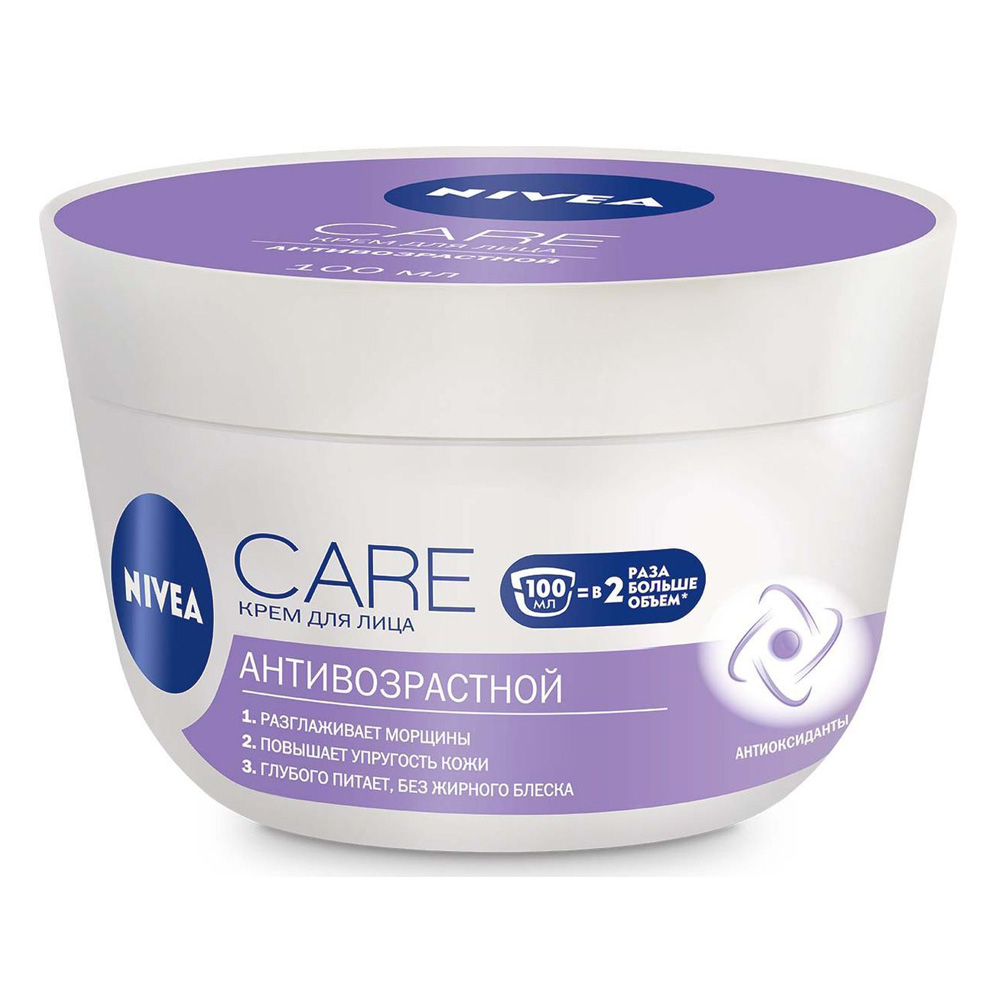 NIVEA
CARE
КРЕМ ДЛЯ ЛИЦА
АНТИВОЗРАСТНОЙ
100 МЛ
NIVEA
CARE
КРЕМ ДЛЯ ЛИЦА
100 МЛ = в 2 РАЗА БОЛЬШЕ ОБЪЕМ*
АНТИВОЗРАСТНОЙ
1. РАЗГЛАЖИВАЕТ МОРЩИНЫ
2. ПОВЫШАЕТ УПРУГОСТЬ КОЖИ
3. ГЛУБОГО ПИТАЕТ, БЕЗ ЖИРНОГО БЛЕСКА
АНТИОКСИДАНТЫ